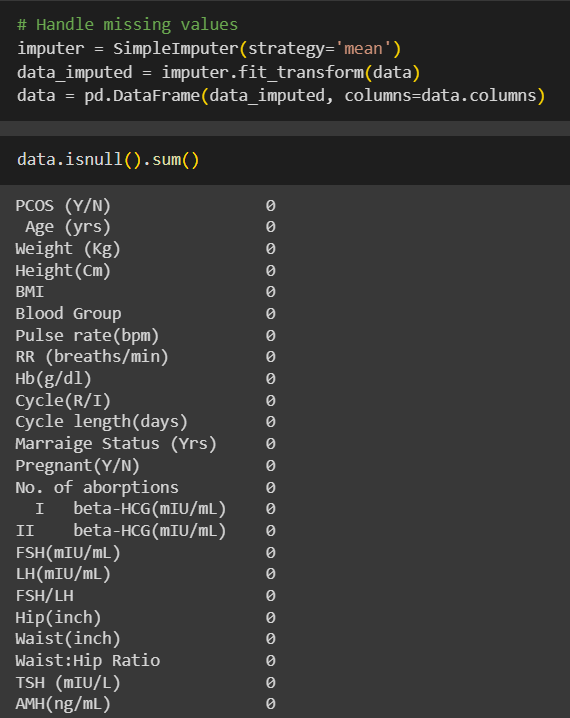 # Handle missing values
imputer = SimpleImputer(strategy='mean')
data_imputed = imputer.fit_transform(data)
data = pd.DataFrame(data_imputed, columns=data.columns)
data.isnull().sum()
PCOS (Y/N) 0
Age (yrs) 0
Weight (Kg) 0
Height(Cm) 0
BMI 0
Blood Group 0
Pulse rate(bpm) 0
RR (breaths/min) 0
Hb(g/dl) 0
Cycle(R/I) 0
Cycle length(days) 0
Marraige Status (Yrs) 0
Pregnant(Y/N) 0
No. of aborptions 0
I beta-HCG(mIU/mL) 0
II beta-HCG(mIU/mL) 0
FSH(mIU/mL) 0
LH(mIU/mL) 0
FSH/LH 0
Hip(inch) 0
Waist(inch) 0
Waist:Hip Ratio 0
TSH (mIU/L) 0
AMH(ng/mL) 0